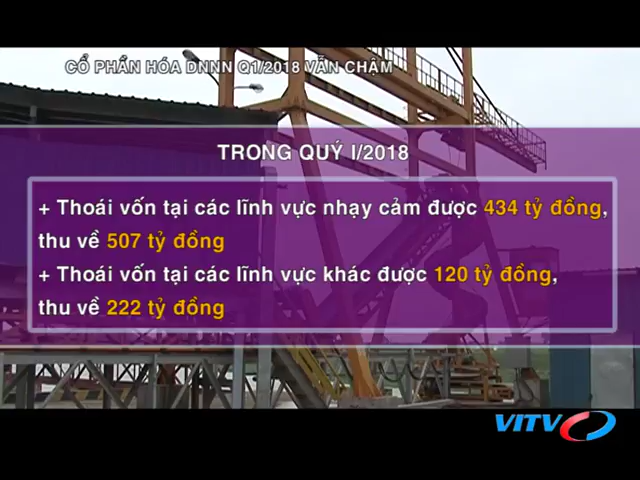 CỔ PHẦN HÓA DNNN Q1/2018 VẪN CHẬM
TRONG QUÝ I/2018
+ Thoái vốn tại các lĩnh vực nhạy cảm được 434 tỷ đồng,
thu về 507 tỷ đồng
+ Thoái vốn tại các lĩnh vực khác được 120 tỷ đồng,
thu về 222 tỷ đồng
VITV